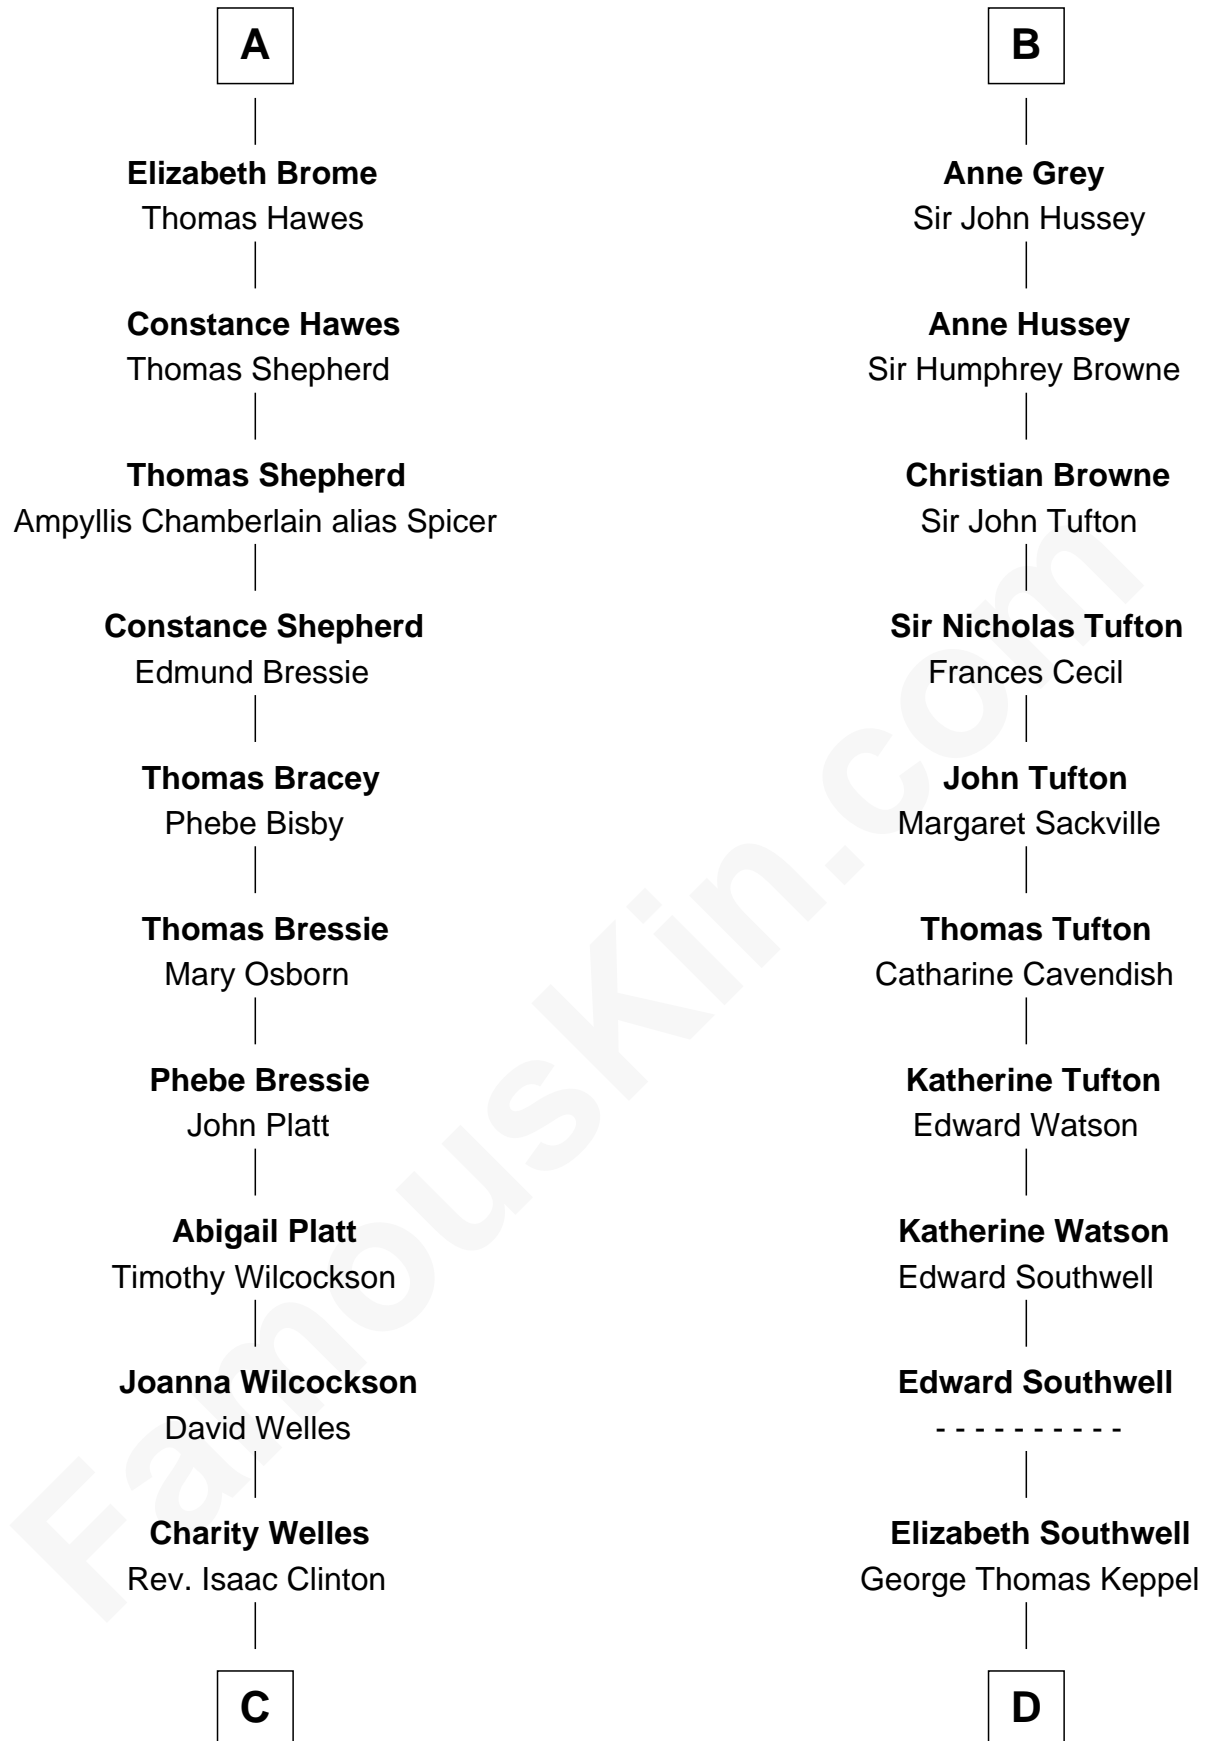 A
Elizabeth Brome
Thomas Hawes
Constance Hawes
Thomas Shepherd
Thomas Shepherd
Ampyllis Chamberlain alias Spicer
Constance Shepherd
Edmund Bressie
Thomas Bracey
Phebe Bisby
Thomas Bressie
Mary Osborn
Phebe Bressie
John Platt
Abigail Platt
Timothy Wilcockson
Joanna Wilcockson
David Welles
Charity Welles
Rev. Isaac Clinton
C
B
Anne Grey
Sir John Hussey
Anne Hussey
Sir Humphrey Browne
Christian Browne
Sir John Tufton
Sir Nicholas Tufton
Frances Cecil
John Tufton
Margaret Sackville
Thomas Tufton
Catharine Cavendish
Katherine Tufton
Edward Watson
Katherine Watson
Edward Southwell
Edward Southwell
- - - - - - - - - -
Elizabeth Southwell
George Thomas Keppel
D
FamousKin.com